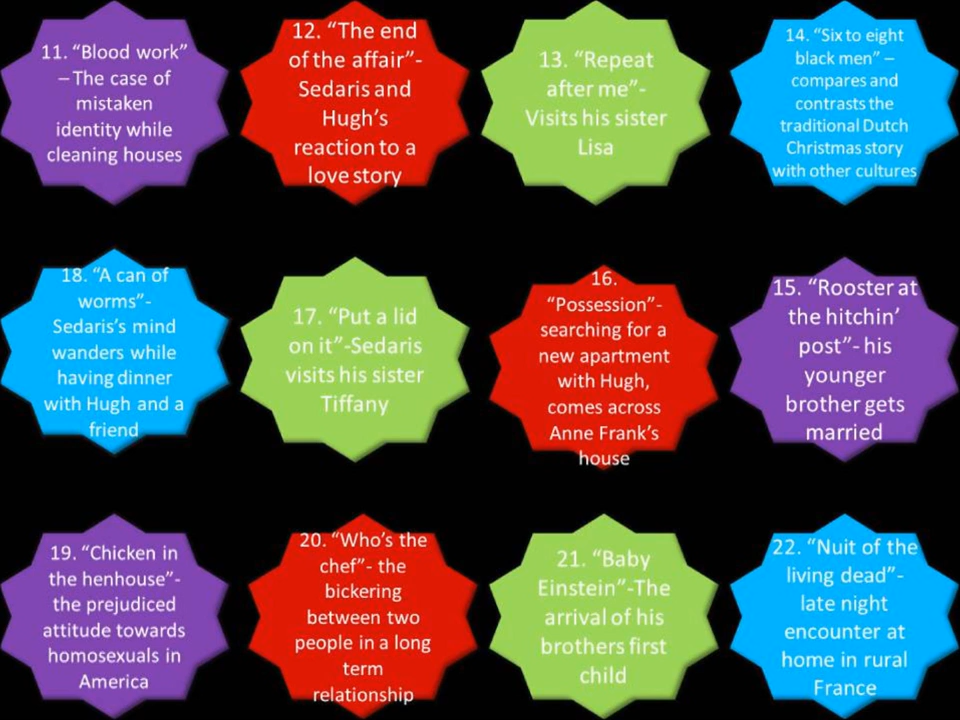 11. “Blood work”
– The case of
mistaken
identity while
cleaning houses
12. “The end
of the affair”-
Sedaris and
Hugh’s
reaction to a
love story
13. “Repeat
after me”-
Visits his sister
Lisa
14. “Six to eight
black men” –
compares and
contrasts the
traditional Dutch
Christmas story
with other cultures
18. “A can of
worms”-
Sedaris’s mind
wanders while
having dinner
with Hugh and a
friend
17. “Put a lid
on it”-Sedaris
visits his sister
Tiffany
16.
“Possession”-
searching for a
new apartment
with Hugh,
comes across
Anne Frank’s
house
15. “Rooster at
the hitchin’
post”- his
younger
brother gets
married
19. “Chicken in
the henhouse”-
the prejudiced
attitude towards
homosexuals in
America
20. “Who’s the
chef”- the
bickering
between two
people in a long
term
relationship
21. “Baby
Einstein”-The
arrival of his
brothers first
child
22. “Nuit of the
living dead”-
late night
encounter at
home in rural
France